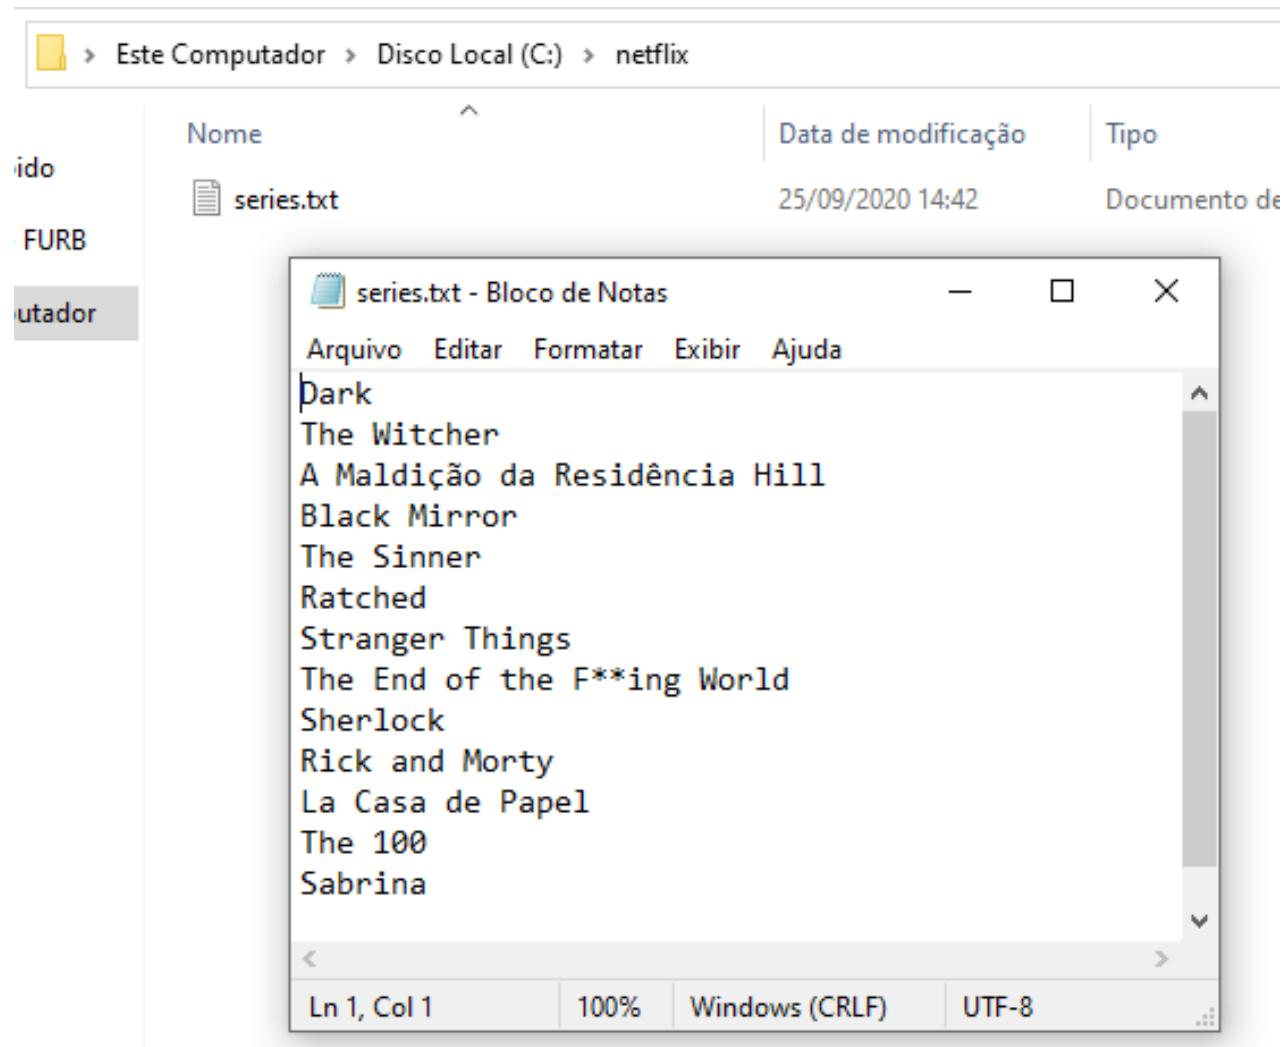 Este Computador > Disco Local (C:) > netflix
Nome Data de modificação Tipo
ido
series.txt 25/09/2020 14:42 Documento de
FURB
series.txt - Bloco de Notas
utador
Arquivo Editar Formatar Exibir Ajuda
Dark
The Witcher
A Maldição da Residência Hill
Black Mirror
The Sinner
Ratched
Stranger Things
The End of the F**ing World
Sherlock
Rick and Morty
La Casa de Papel
The 100
Sabrina
Ln 1, Col 1 100% Windows (CRLF) UTF-8